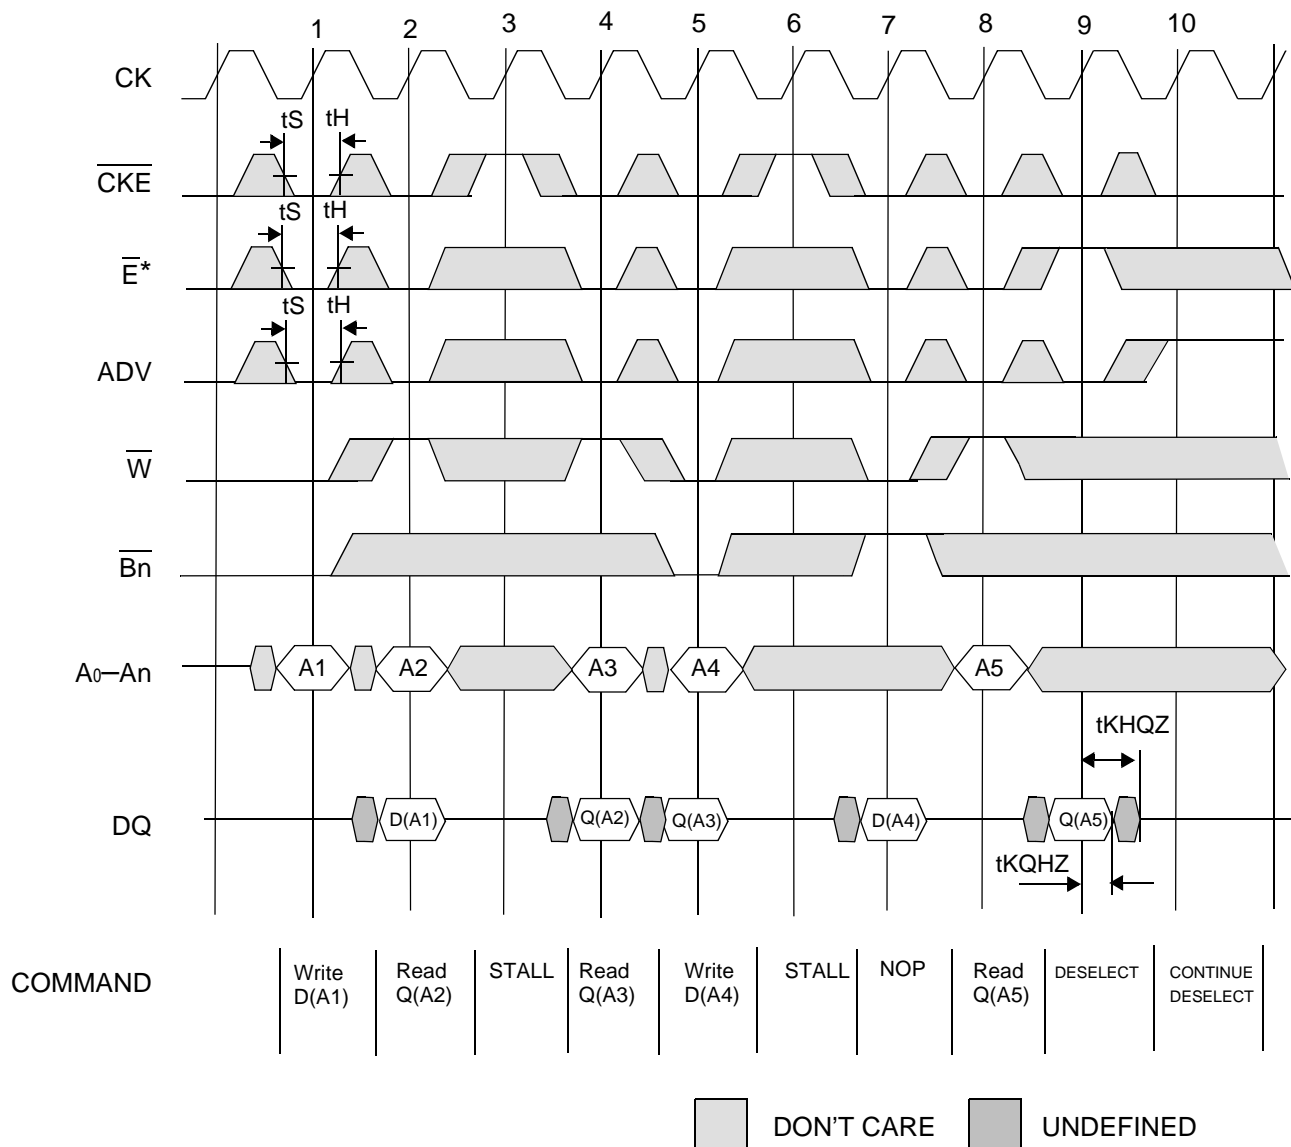 1 2 3 4 5 6 7 8 9 10
CK
tS tH
CKE
tS tH
E*
tS tH
ADV
W
Bn
A0–An A1 A2 A3 A4 A5
tKHQZ
DQ D(A1) Q(A2) Q(A3) D(A4) Q(A5)
tKQHZ
COMMAND
Write Read STALL Read Write STALL NOP Read DESELECT CONTINUE
D(A1) Q(A2) Q(A3) D(A4) Q(A5) DESELECT
DON'T CARE UNDEFINED